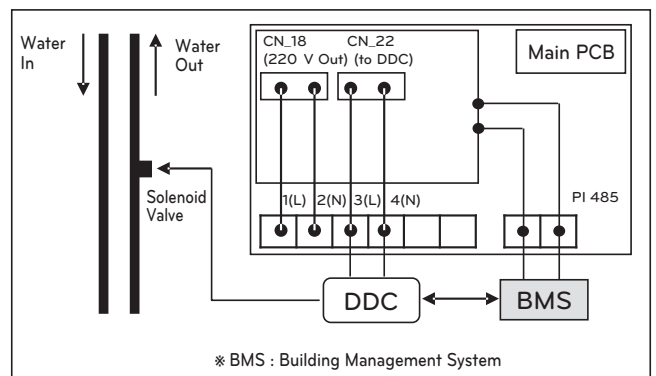 Water
In
Water
Out
CN_18
(220 V Out)
CN_22
(to DDC)
Main PCB
Solenoid
Valve
1(L) 2(N) 3(L) 4(N)
PI 485
DDC
BMS
※ BMS : Building Management System